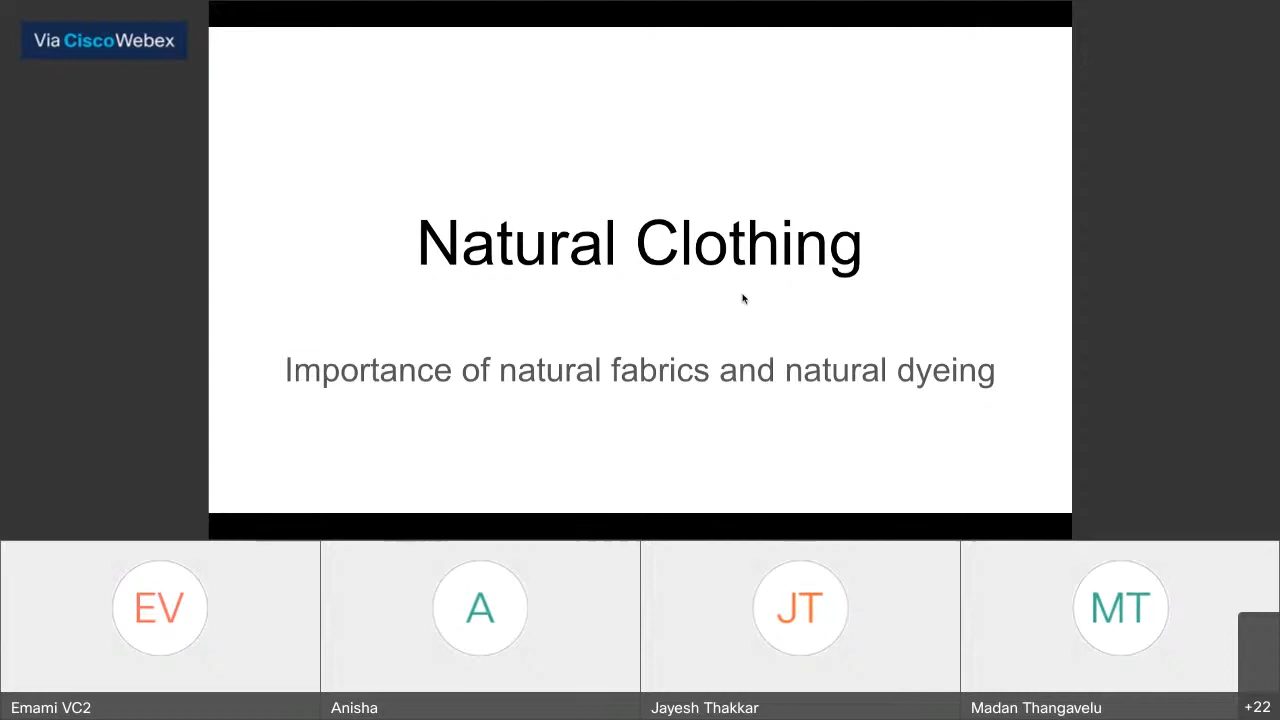 Via CiscoWebex
Natural Clothing
Importance of natural fabrics and natural dyeing
EV
A
JT
MT
Emami VC2
Anisha
Jayesh Thakkar
Madan Thangavelu
+22